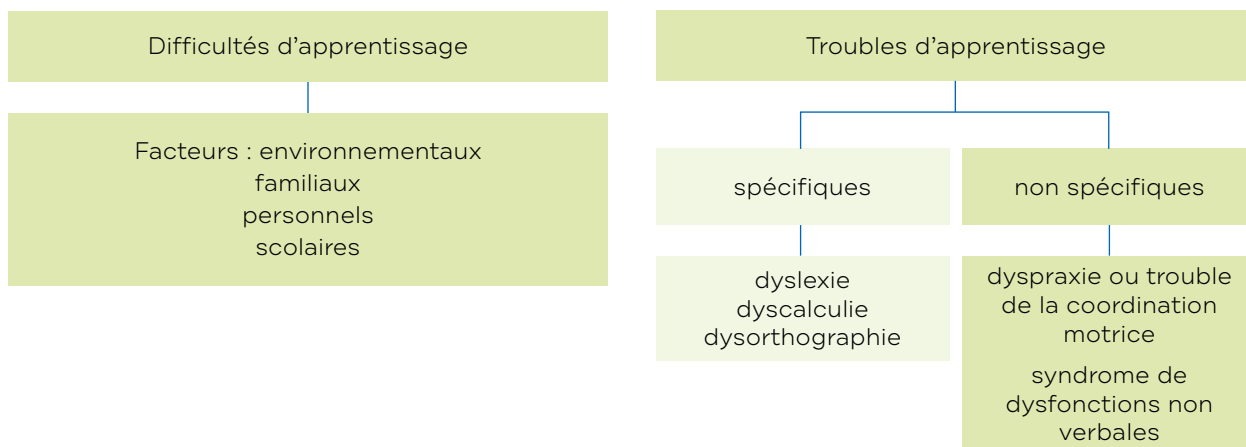 Difficultés d’apprentissage
Facteurs : environnementaux
familiaux
personnels
scolaires
Troubles d’apprentissage
spécifiques
dyslexie
dyscalculie
dysorthographie
non spécifiques
dyspraxie ou trouble
de la coordination
motrice
syndrome de
dysfonctions non
verbales